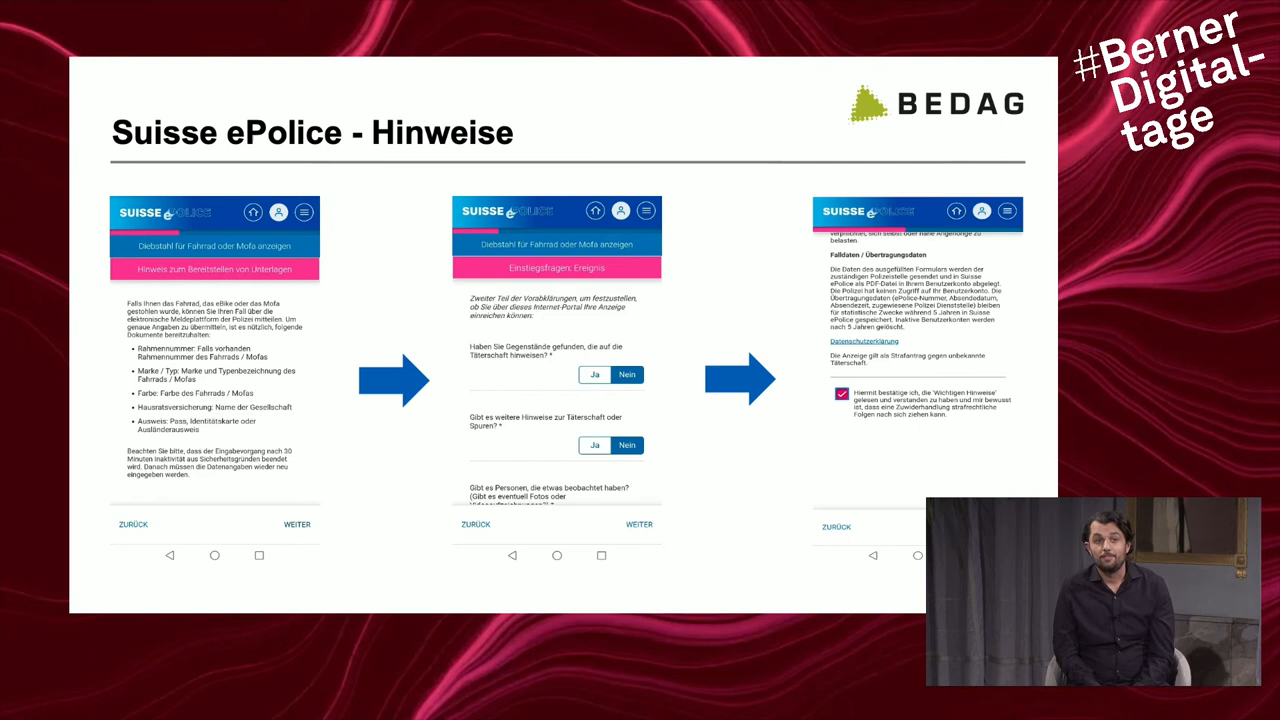 #Berner
Digital-
tage
BEDAG
Suisse ePolice - Hinweise
SUISSE ePOLICE
Diebstahl für Fahrrad oder Mofa anzeigen
Hinweis zum Bereitstellen von Unterlagen
Falls Ihnen das Fahrrad, das eBike oder das Mofa
gestohlen wurde, können Sie Ihren Fall über die
elektronische Meldeplattform der Polizei mitteilen. Um
genaue Angaben zu übermitteln, ist es nützlich, folgende
Dokumente bereitzuhalten:
• Rahmennummer: Falls vorhanden
Rahmennummer des Fahrrads / Mofas
• Marke / Typ: Marke und Typenbezeichnung des
Fahrrads / Mofas
• Farbe: Farbe des Fahrrads / Mofas
• Hausratsversicherung: Name der Gesellschaft
• Ausweis: Pass, Identitätskarte oder
Ausländerausweis
Beachten Sie bitte, dass der Eingabevorgang nach 30
Minuten Inaktivität aus Sicherheitsgründen beendet
wird. Danach müssen die Datenangaben wieder neu
eingegeben werden.
ZURÜCK WEITER
SUISSE ePOLICE
Diebstahl für Fahrrad oder Mofa anzeigen
Einstiegsfragen: Ereignis
Zweiter Teil der Vorabklärungen, um festzustellen,
ob Sie über dieses Internet-Portal Ihre Anzeige
einreichen können:
Haben Sie Gegenstände gefunden, die auf die
Täterschaft hinweisen? *
Ja Nein
Gibt es weitere Hinweise zur Täterschaft oder
Spuren? *
Ja Nein
Gibt es Personen, die etwas beobachtet haben?
(Gibt es eventuell Fotos oder
ZURÜCK WEITER
SUISSE ePOLICE
verpflichtet, sich selbst oder nahe Angehörige zu
belasten.
Falldaten / Übertragungsdaten
Die Daten des ausgefüllten Formulars werden der
zuständigen Polizeistelle gesendet und in Suisse
ePolice als PDF-Datei in Ihrem Benutzerkonto abgelegt.
Die Polizei hat keinen Zugriff auf Ihr Benutzerkonto. Die
Übertragungsdaten (ePolice-Nummer, Absendedatum,
Absendezeit, zugewiesene Polizei Dienststelle) bleiben
für statistische Zwecke während 5 Jahren in Suisse
ePolice gespeichert. Inaktive Benutzerkonten werden
nach 5 Jahren gelöscht.
Datenschutzerklärung
Die Anzeige gilt als Strafantrag gegen unbekannte
Täterschaft.
Hiermit bestätige ich, die 'Wichtigen Hinweise'
gelesen und verstanden zu haben und mir bewusst
ist, dass eine Zuwiderhandlung strafrechtliche
Folgen nach sich ziehen kann.
ZURÜCK